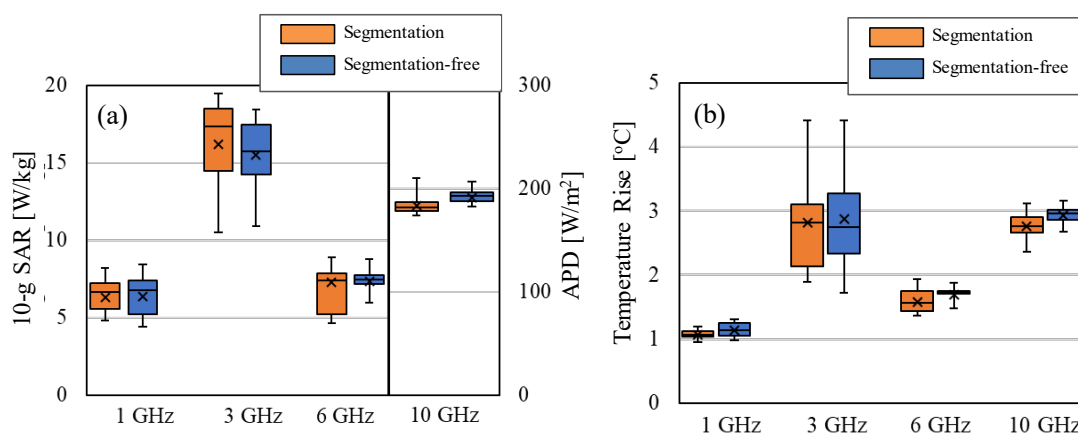 Segmentation
Segmentation-free
(a)
10-g SAR [W/kg]
20
15
10
5
0
APD [W/m²]
300
200
100
0
1 GHz 3 GHz 6 GHz 10 GHz
Segmentation
Segmentation-free
(b)
Temperature Rise [°C]
5
4
3
2
1
0
1 GHz 3 GHz 6 GHz 10 GHz